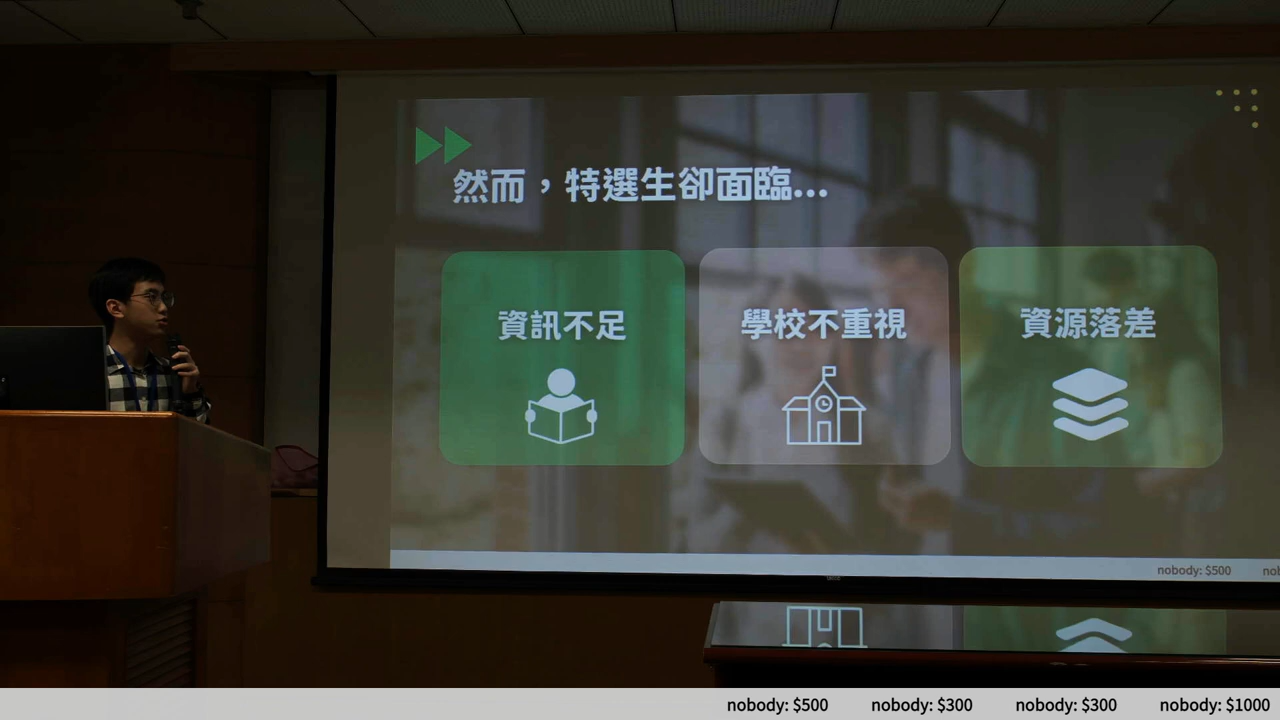 然而，特選生卻面臨...
資訊不足
學校不重視
資源落差
nobody: $500
nobody: $500 nobody: $300 nobody: $300 nobody: $1000